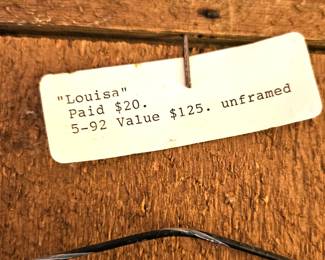 "Louisa"
Paid $20.
5-92 Value $125. unframed